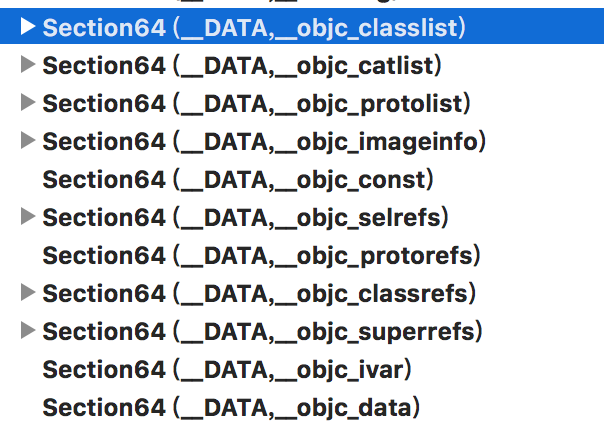 Section64 (__DATA,__objc_classlist)
Section64 (__DATA,__objc_catlist)
Section64 (__DATA,__objc_protolist)
Section64 (__DATA,__objc_imageinfo)
Section64 (__DATA,__objc_const)
Section64 (__DATA,__objc_selrefs)
Section64 (__DATA,__objc_protorefs)
Section64 (__DATA,__objc_classrefs)
Section64 (__DATA,__objc_superrefs)
Section64 (__DATA,__objc_ivar)
Section64 (__DATA,__objc_data)